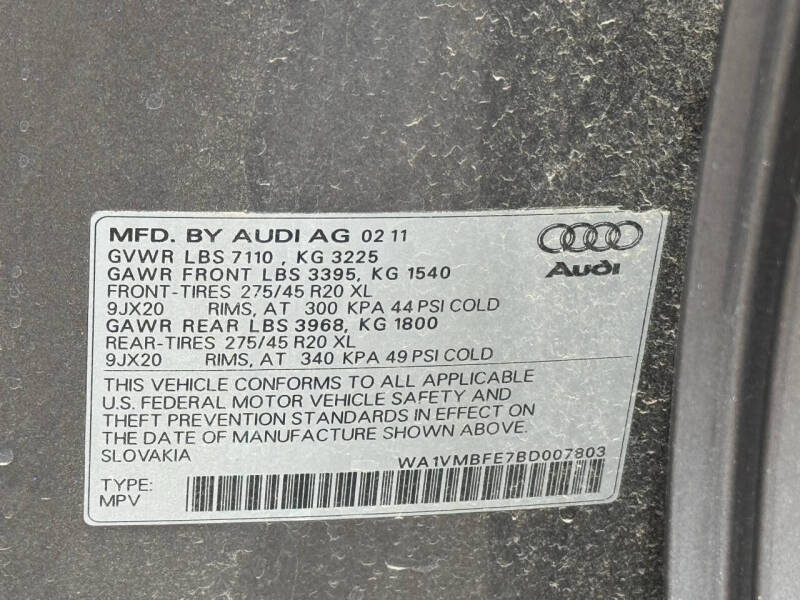 MFD. BY AUDI AG 02 11
GVWR LBS 7110 , KG 3225
GAWR FRONT LBS 3395, KG 1540
FRONT-TIRES 275/45 R20 XL
9JX20 RIMS, AT 300 KPA 44 PSI COLD
GAWR REAR LBS 3968, KG 1800
REAR-TIRES 275/45 R20 XL
9JX20 RIMS, AT 340 KPA 49 PSI COLD
Audi
THIS VEHICLE CONFORMS TO ALL APPLICABLE
U.S. FEDERAL MOTOR VEHICLE SAFETY AND
THEFT PREVENTION STANDARDS IN EFFECT ON
THE DATE OF MANUFACTURE SHOWN ABOVE.
SLOVAKIA
WA1VMBFE7BD007803
TYPE:
MPV